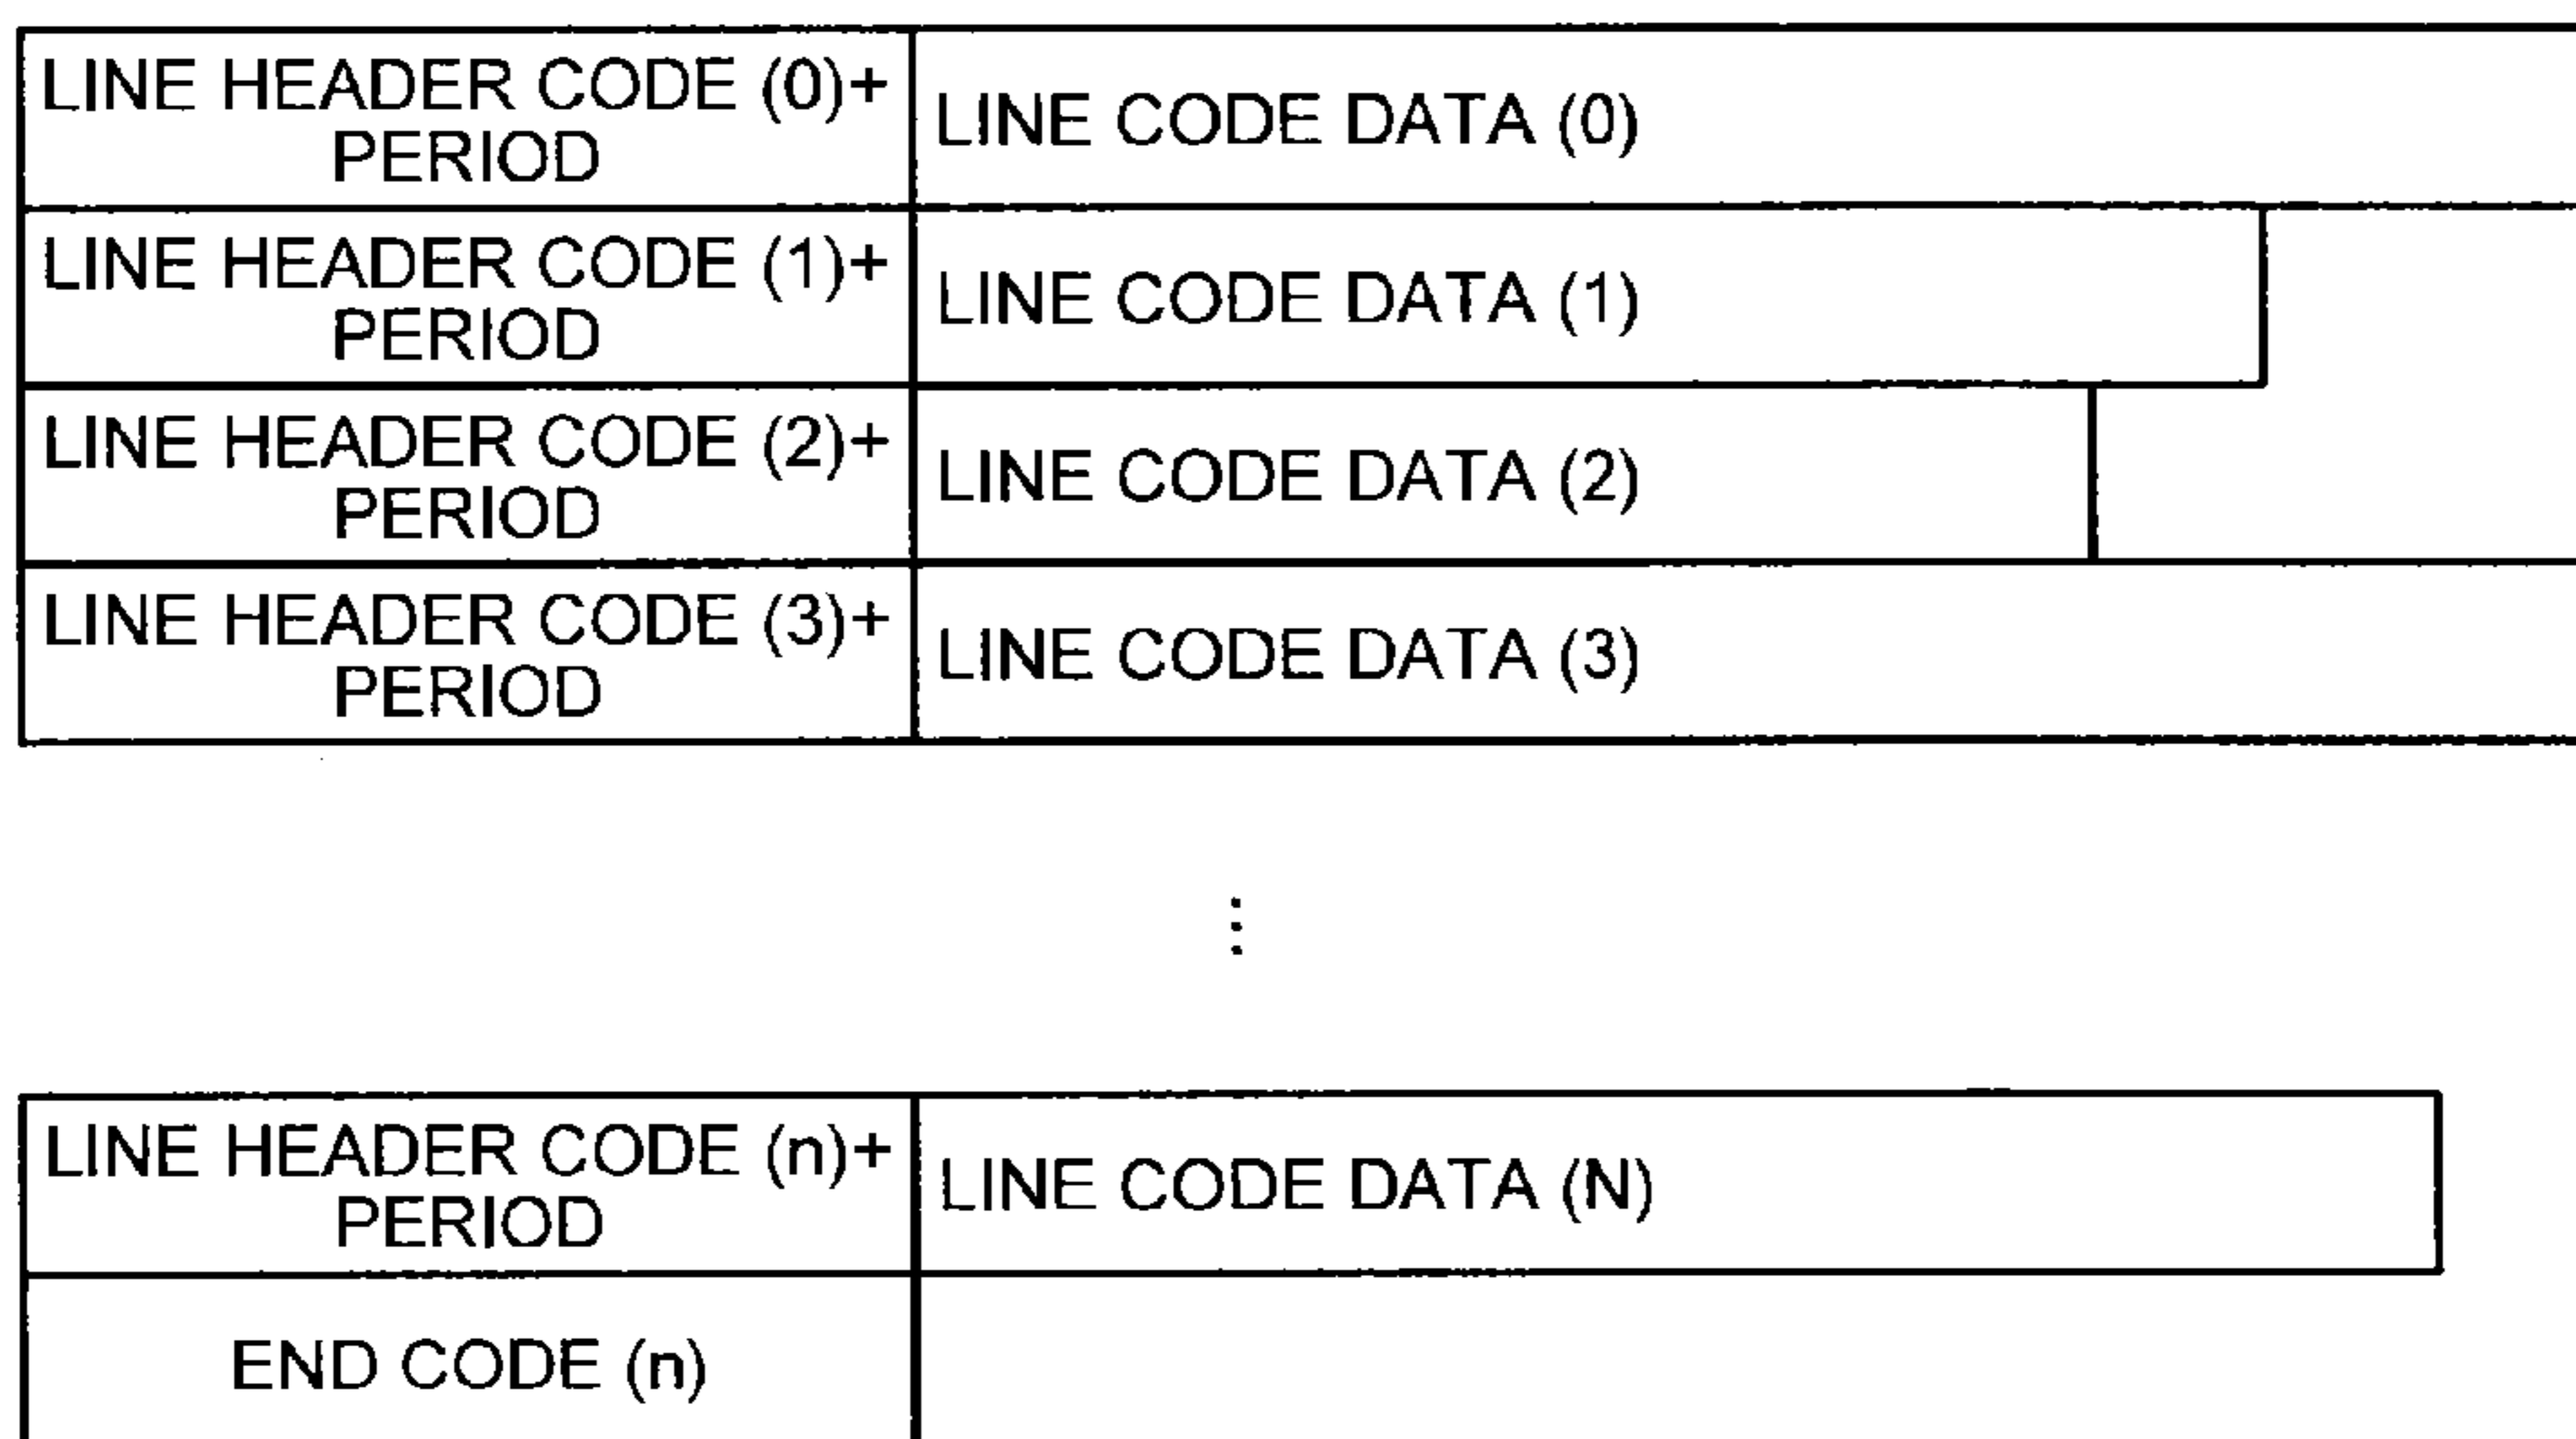 LINE HEADER CODE (0)+
PERIOD
LINE CODE DATA (0)
LINE HEADER CODE (1)+
PERIOD
LINE CODE DATA (1)
LINE HEADER CODE (2)+
PERIOD
LINE CODE DATA (2)
LINE HEADER CODE (3)+
PERIOD
LINE CODE DATA (3)
⋮
LINE HEADER CODE (n)+
PERIOD
LINE CODE DATA (N)
END CODE (n)